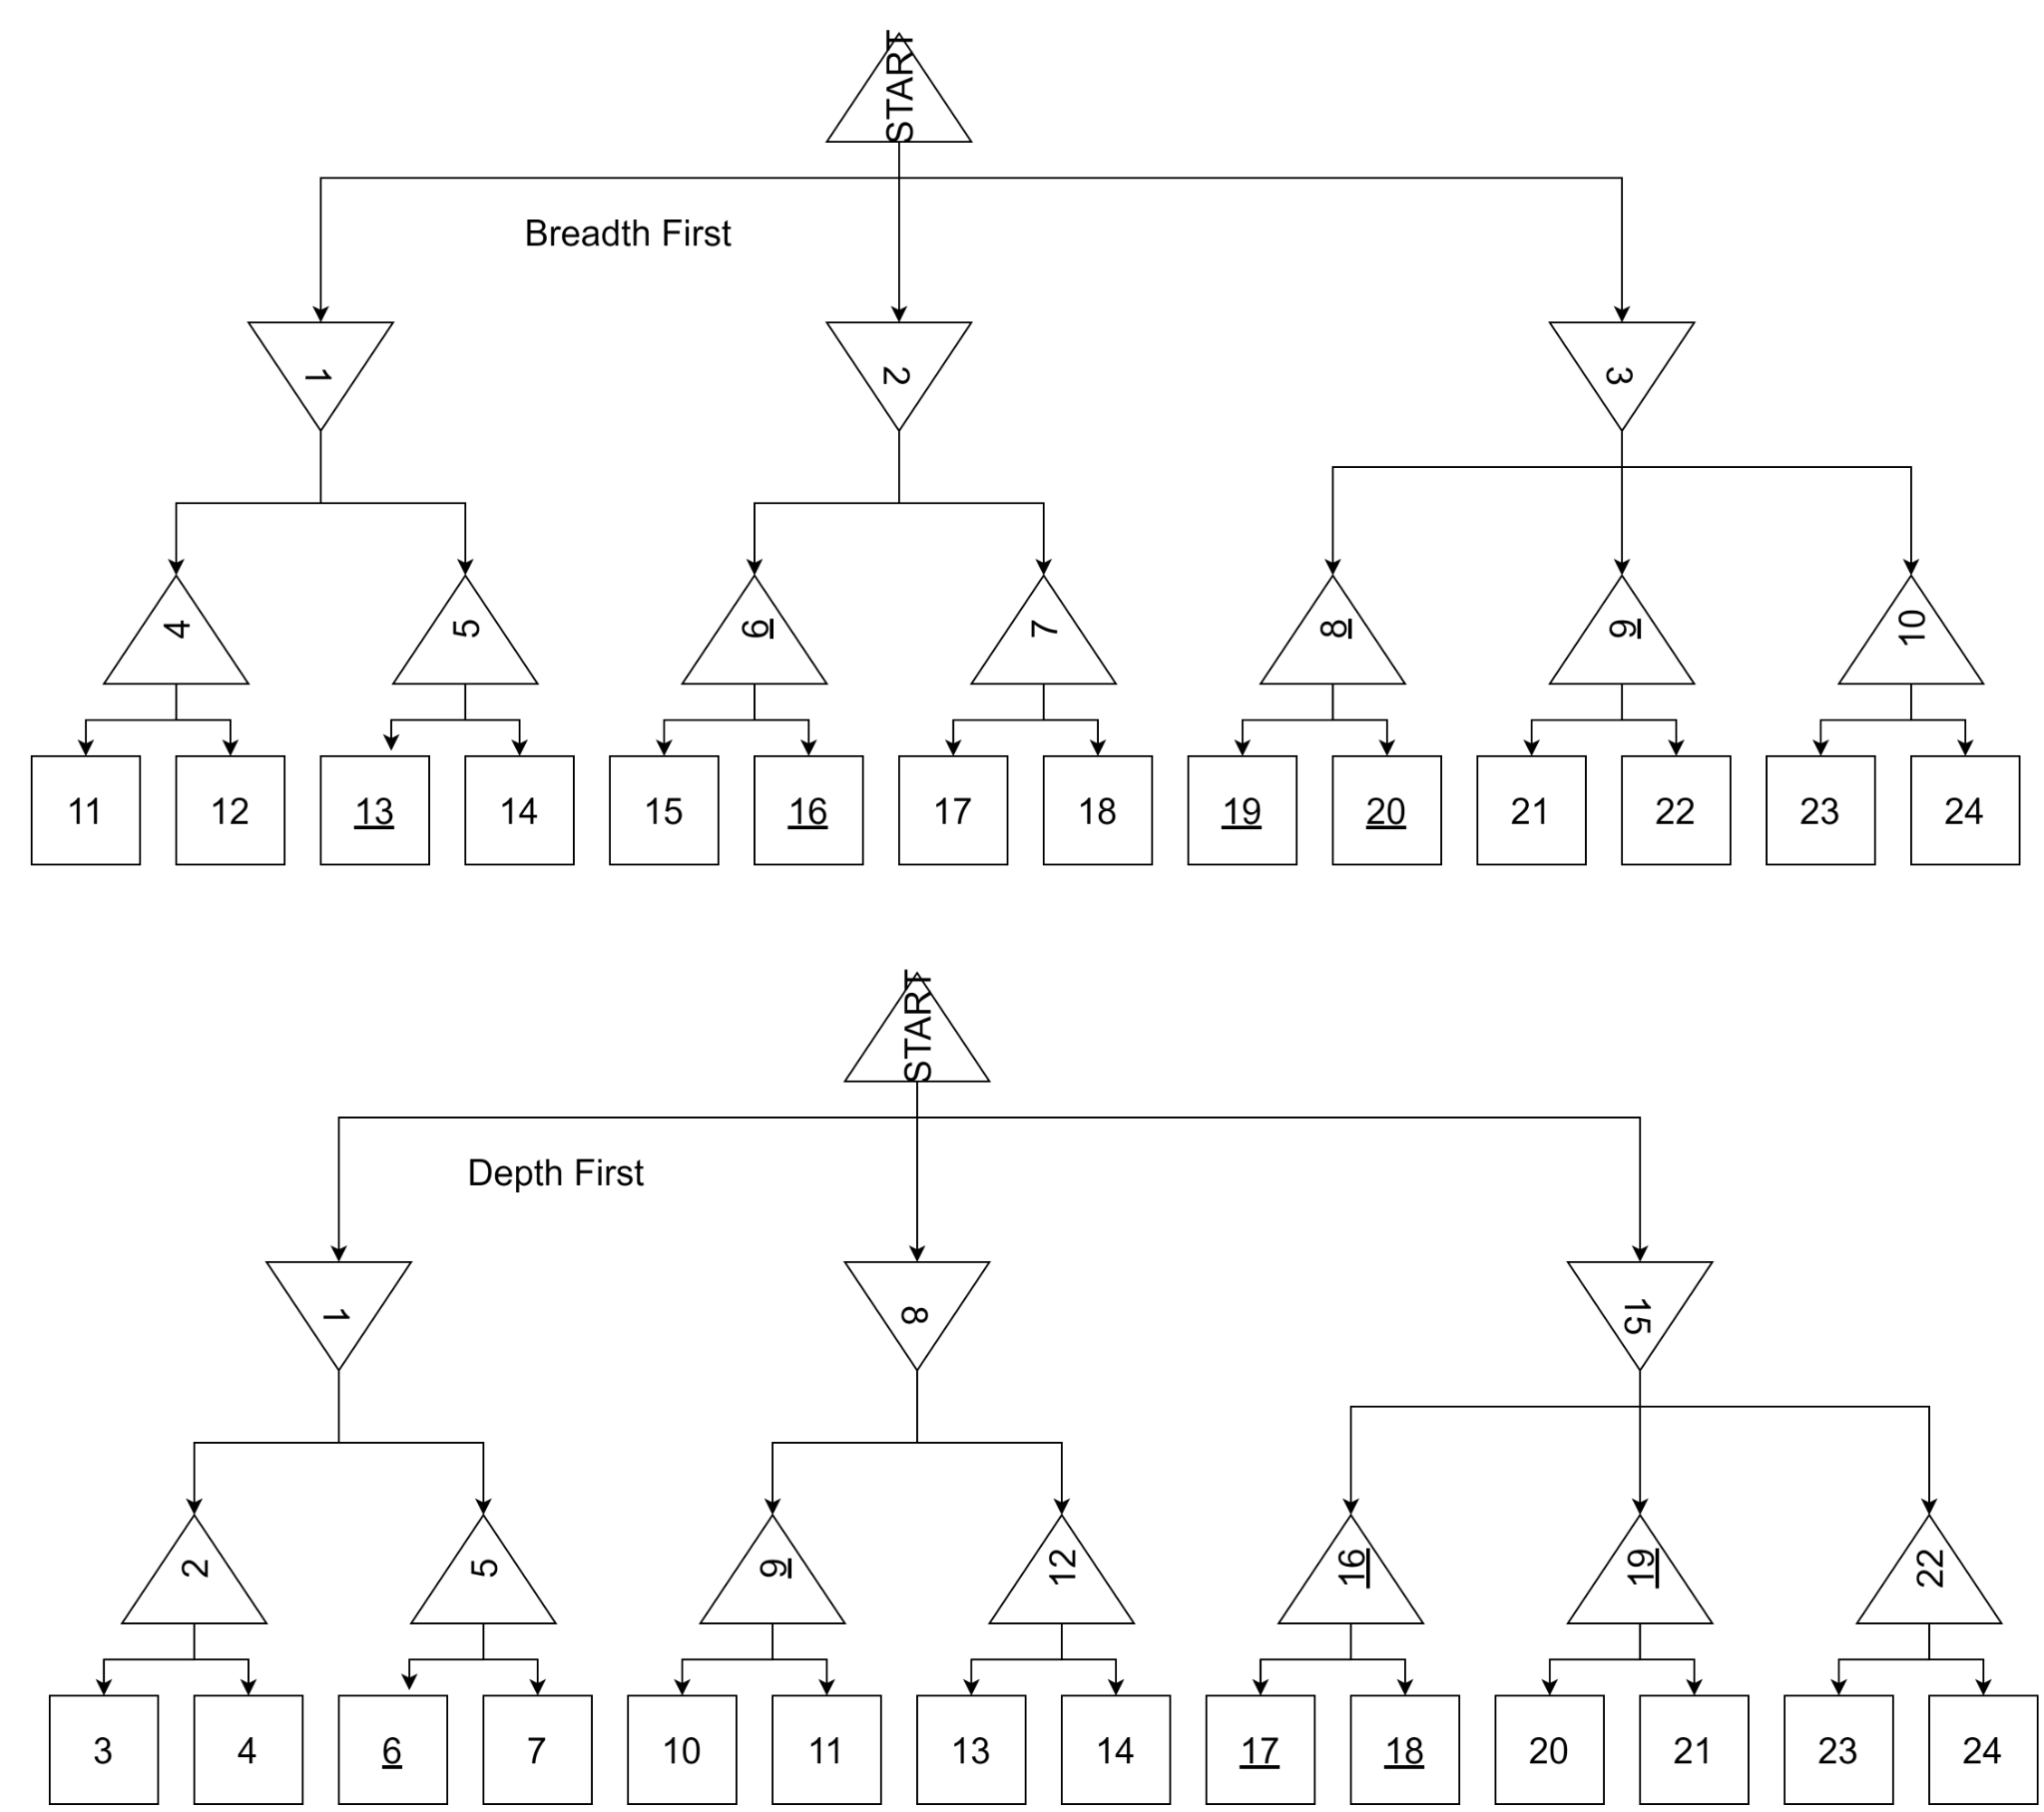 START
Breadth First
1 2 3
4 5 6 7 8 9 10
11 12 13 14 15 16 17 18 19 20 21 22 23 24
START
Depth First
1 8 15
2 5 9 12 16 19 22
3 4 6 7 10 11 13 14 17 18 20 21 23 24